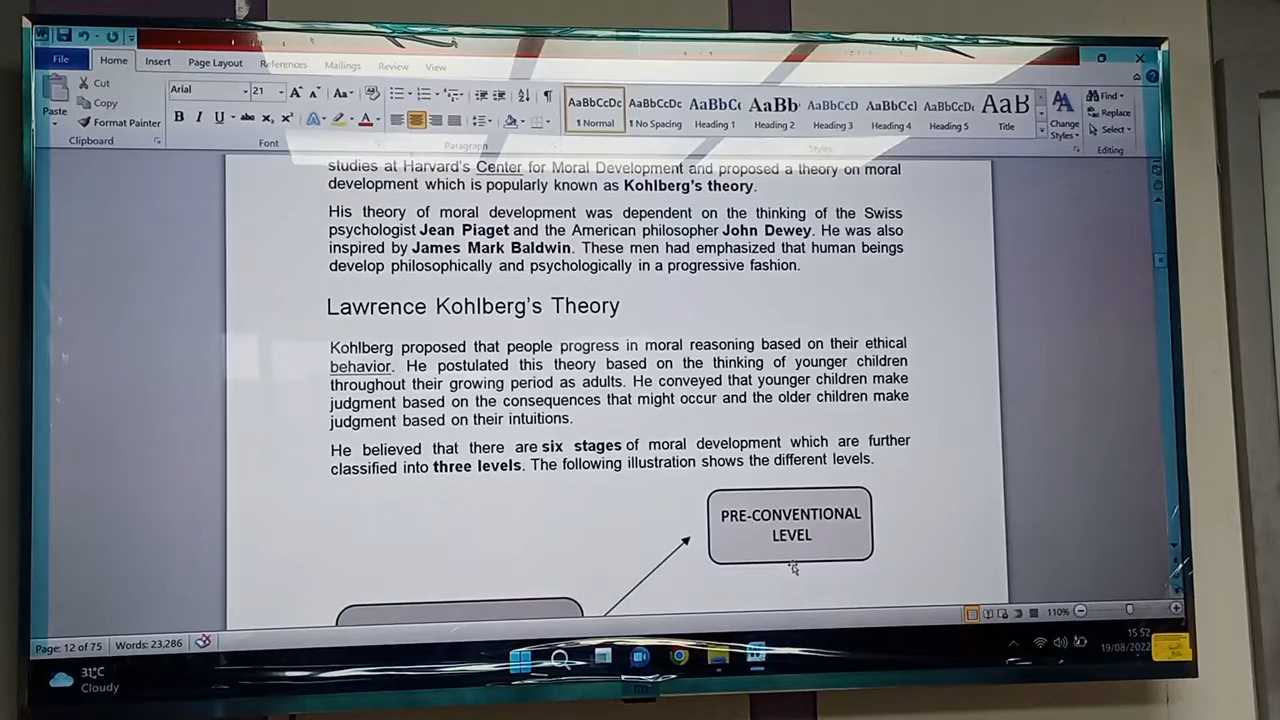 File
Home
Insert
Page Layout
References
Mailings
Review
View
Cut
Copy
Format Painter
Paste
Clipboard
Arial
21
Font
Paragraph
AaBbCcDc
¶ Normal
AaBbCcDc
¶ No Spacing
AaBbC
Heading 1
AaBb
Heading 2
AaBbCcD
Heading 3
AaBbCcI
Heading 4
AaBbCcDc
Heading 5
AaB
Title
Change
Styles
Styles
Find
Replace
Select
Editing
studies at Harvard's Center for Moral Development and proposed a theory on moral
development which is popularly known as Kohlberg's theory.
His theory of moral development was dependent on the thinking of the Swiss
psychologist Jean Piaget and the American philosopher John Dewey. He was also
inspired by James Mark Baldwin. These men had emphasized that human beings
develop philosophically and psychologically in a progressive fashion.
Lawrence Kohlberg's Theory
Kohlberg proposed that people progress in moral reasoning based on their ethical
behavior. He postulated this theory based on the thinking of younger children
throughout their growing period as adults. He conveyed that younger children make
judgment based on the consequences that might occur and the older children make
judgment based on their intuitions.
He believed that there are six stages of moral development which are further
classified into three levels. The following illustration shows the different levels.
PRE-CONVENTIONAL
LEVEL
Page: 12 of 75
Words: 23,286
110%
31°C
Cloudy
15:52
19/08/2022
mi